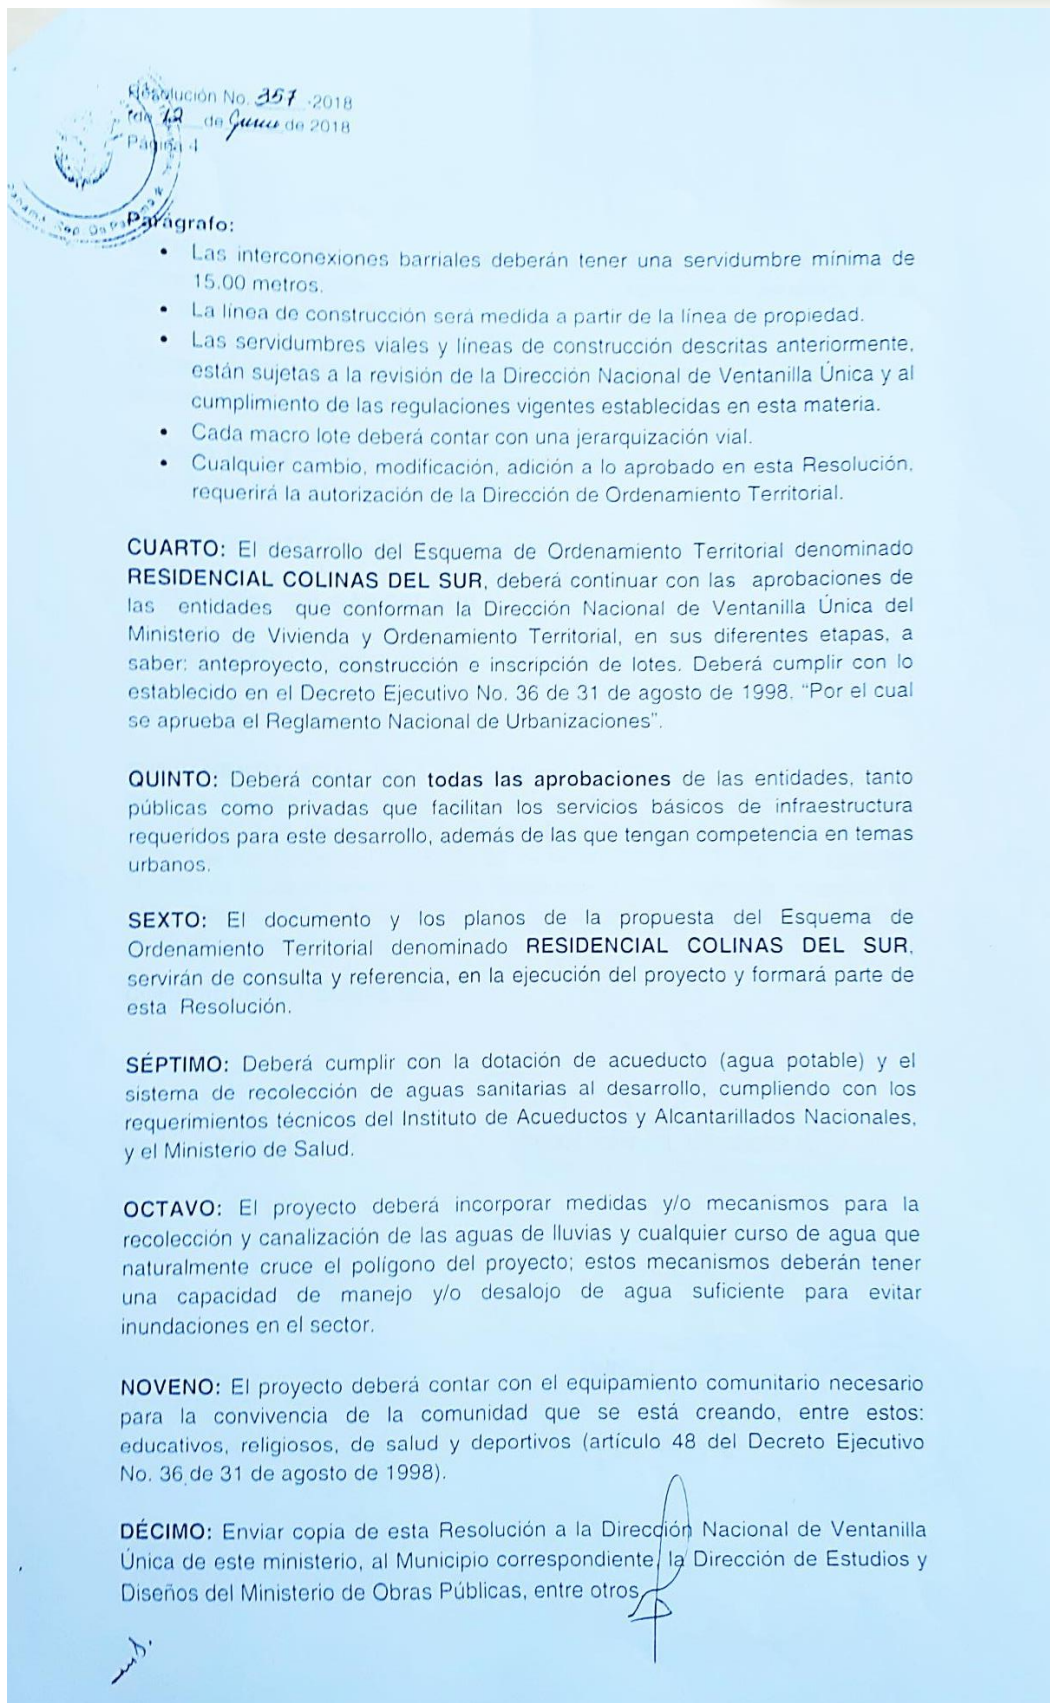 Resolución No. 357 -2018
de 12 de Junio de 2018
Página 4
Parágrafo:
• Las interconexiones barriales deberán tener una servidumbre mínima de
15.00 metros.
• La línea de construcción será medida a partir de la línea de propiedad.
• Las servidumbres viales y líneas de construcción descritas anteriormente,
están sujetas a la revisión de la Dirección Nacional de Ventanilla Única y al
cumplimiento de las regulaciones vigentes establecidas en esta materia.
• Cada macro lote deberá contar con una jerarquización vial.
• Cualquier cambio, modificación, adición a lo aprobado en esta Resolución,
requerirá la autorización de la Dirección de Ordenamiento Territorial.
CUARTO: El desarrollo del Esquema de Ordenamiento Territorial denominado
RESIDENCIAL COLINAS DEL SUR, deberá continuar con las aprobaciones de
las entidades que conforman la Dirección Nacional de Ventanilla Única del
Ministerio de Vivienda y Ordenamiento Territorial, en sus diferentes etapas, a
saber: anteproyecto, construcción e inscripción de lotes. Deberá cumplir con lo
establecido en el Decreto Ejecutivo No. 36 de 31 de agosto de 1998. “Por el cual
se aprueba el Reglamento Nacional de Urbanizaciones”.
QUINTO: Deberá contar con todas las aprobaciones de las entidades, tanto
públicas como privadas que facilitan los servicios básicos de infraestructura
requeridos para este desarrollo, además de las que tengan competencia en temas
urbanos.
SEXTO: El documento y los planos de la propuesta del Esquema de
Ordenamiento Territorial denominado RESIDENCIAL COLINAS DEL SUR,
servirán de consulta y referencia, en la ejecución del proyecto y formará parte de
esta Resolución.
SÉPTIMO: Deberá cumplir con la dotación de acueducto (agua potable) y el
sistema de recolección de aguas sanitarias al desarrollo, cumpliendo con los
requerimientos técnicos del Instituto de Acueductos y Alcantarillados Nacionales,
y el Ministerio de Salud.
OCTAVO: El proyecto deberá incorporar medidas y/o mecanismos para la
recolección y canalización de las aguas de lluvias y cualquier curso de agua que
naturalmente cruce el polígono del proyecto; estos mecanismos deberán tener
una capacidad de manejo y/o desalojo de agua suficiente para evitar
inundaciones en el sector.
NOVENO: El proyecto deberá contar con el equipamiento comunitario necesario
para la convivencia de la comunidad que se está creando, entre estos:
educativos, religiosos, de salud y deportivos (artículo 48 del Decreto Ejecutivo
No. 36 de 31 de agosto de 1998).
DÉCIMO: Enviar copia de esta Resolución a la Dirección Nacional de Ventanilla
Única de este ministerio, al Municipio correspondiente, la Dirección de Estudios y
Diseños del Ministerio de Obras Públicas, entre otros.